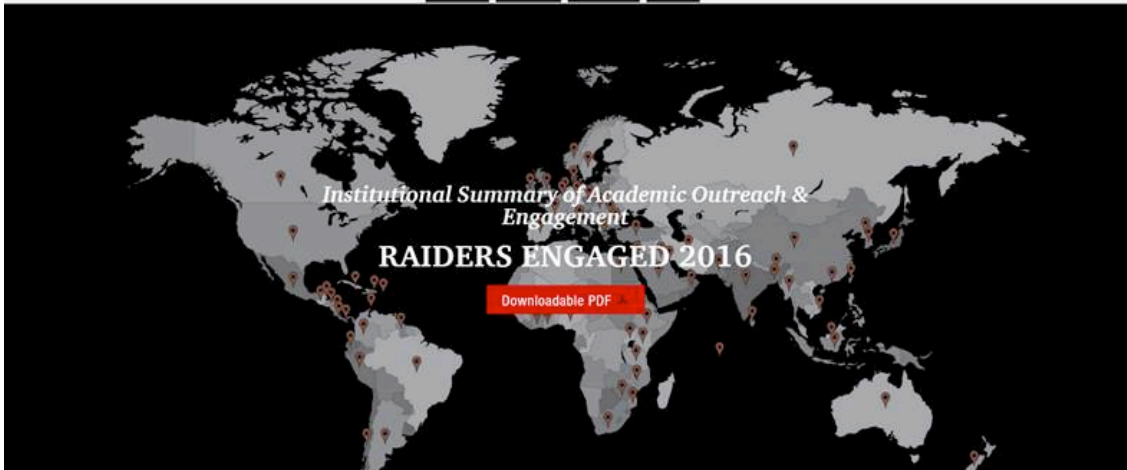 Institutional Summary of Academic Outreach &
Engagement
RAIDERS ENGAGED 2016
Downloadable PDF